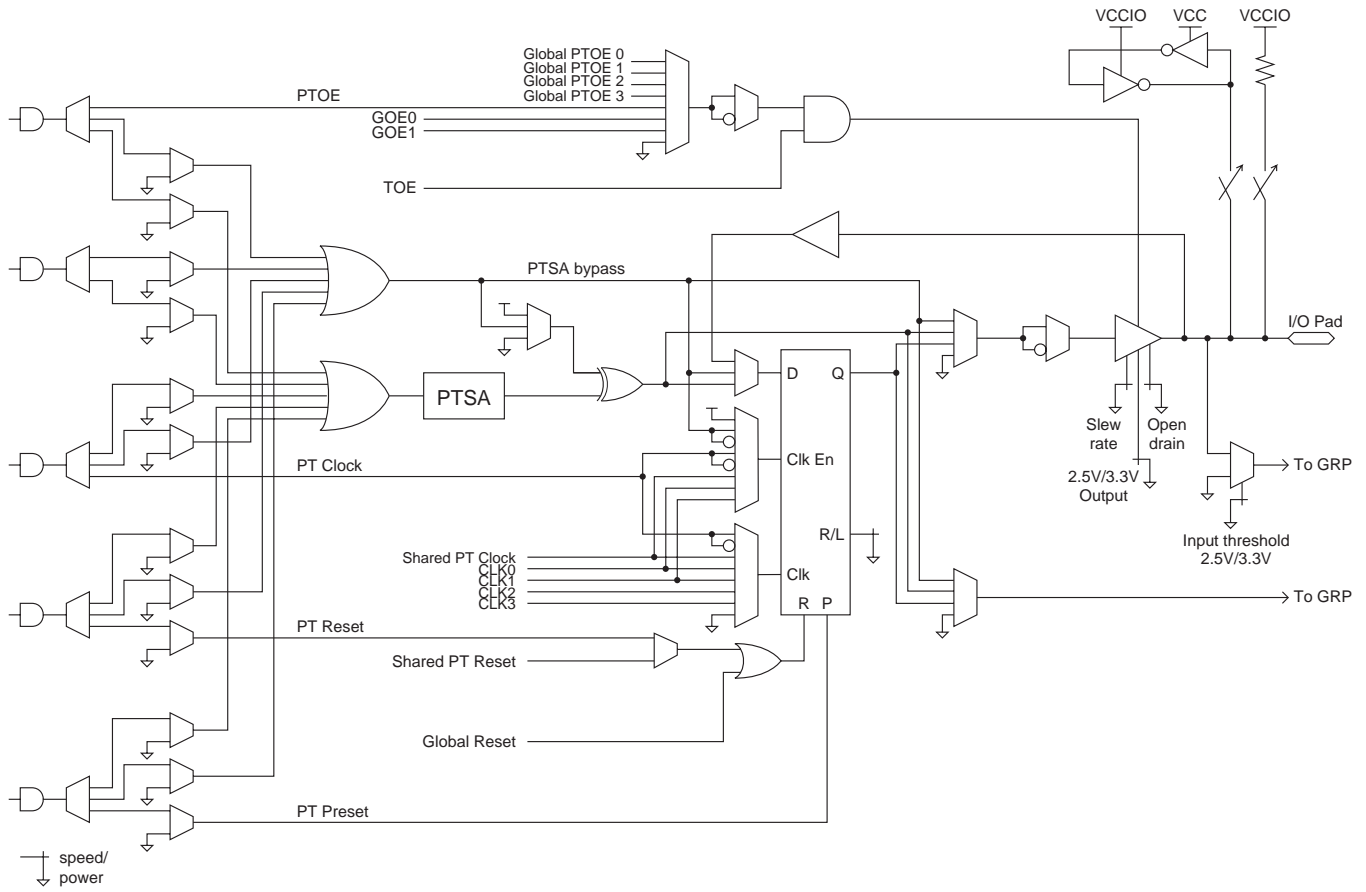 VCCIO
VCC
VCCIO
Global PTOE 0
Global PTOE 1
Global PTOE 2
Global PTOE 3
PTOE
GOE0
GOE1
TOE
PTSA bypass
I/O Pad
D
Q
PTSA
Slew
rate
Open
drain
Clk En
PT Clock
To GRP
2.5V/3.3V
Output
R/L
Input threshold
2.5V/3.3V
Shared PT Clock
CLK0
CLK1
CLK2
CLK3
Clk
R P
To GRP
PT Reset
Shared PT Reset
Global Reset
PT Preset
speed/
power